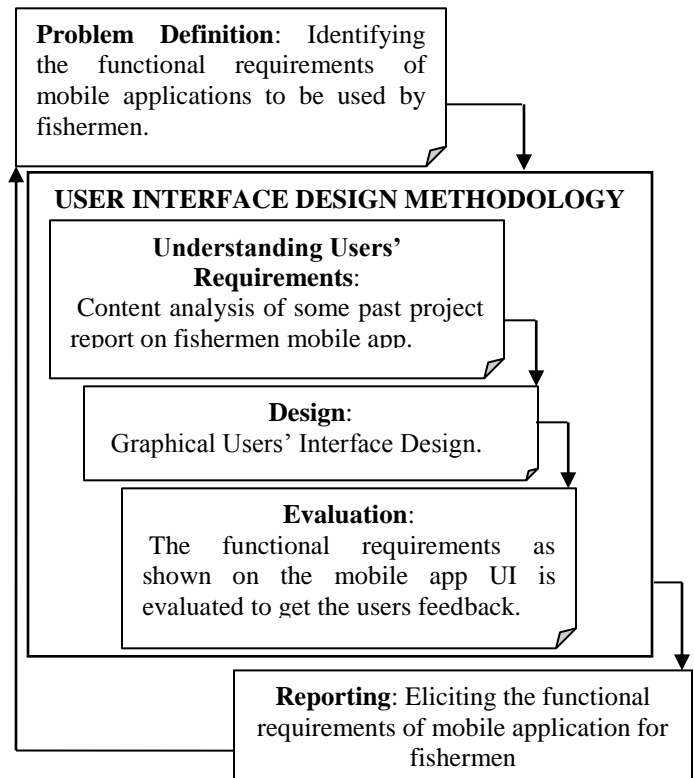 Problem Definition: Identifying
the functional requirements of
mobile applications to be used by
fishermen.
USER INTERFACE DESIGN METHODOLOGY
Understanding Users’
Requirements:
Content analysis of some past project
report on fishermen mobile app.
Design:
Graphical Users’ Interface Design.
Evaluation:
The functional requirements as
shown on the mobile app UI is
evaluated to get the users feedback.
Reporting: Eliciting the functional
requirements of mobile application for
fishermen